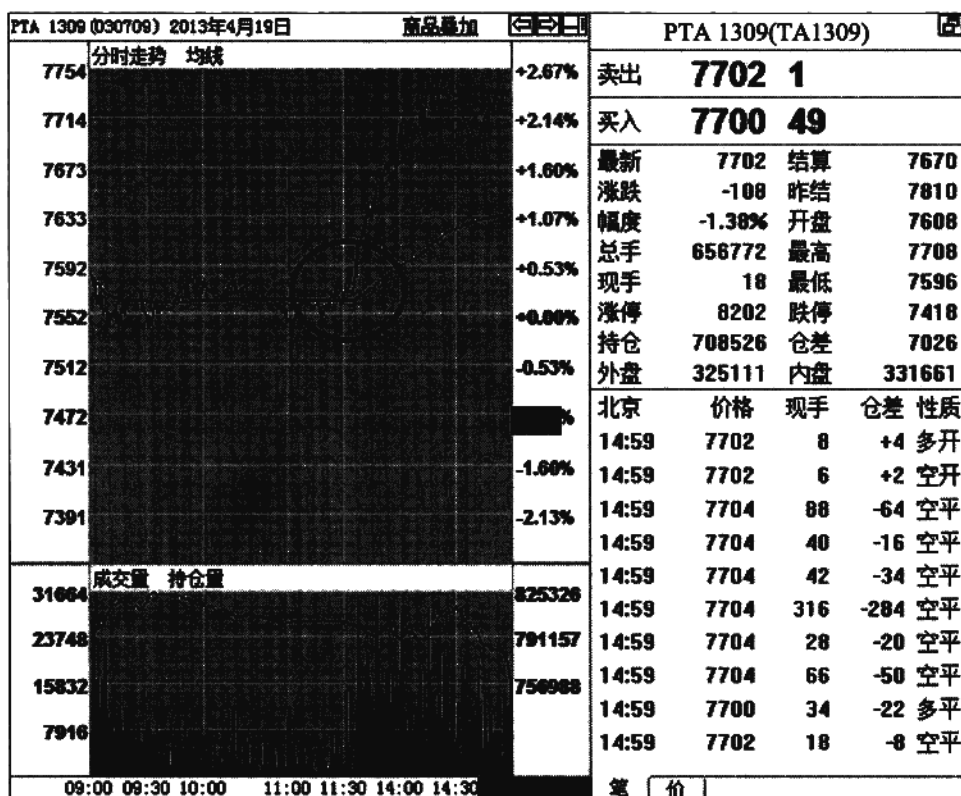 PTA 1309 (030709) 2013年4月19日 商品叠加
分时走势 均线
7754 +2.67%
7714 +2.14%
7673 +1.60%
7633 +1.07%
7592 +0.53%
7552 +0.00%
7512 -0.53%
7472 %
7431 -1.60%
7391 -2.13%
成交量 持仓量
31664 825326
23748 791157
15832 756988
7916
09:00 09:30 10:00 11:00 11:30 14:00 14:30
PTA 1309(TA1309)
卖出 7702 1
买入 7700 49
最新 7702 结算 7670
涨跌 -108 昨结 7810
幅度 -1.38% 开盘 7608
总手 656772 最高 7708
现手 18 最低 7596
涨停 8202 跌停 7418
持仓 708526 仓差 7026
外盘 325111 内盘 331661
北京 价格 现手 仓差 性质
14:59 7702 8 +4 多开
14:59 7702 6 +2 空开
14:59 7704 88 -64 空平
14:59 7704 40 -16 空平
14:59 7704 42 -34 空平
14:59 7704 316 -284 空平
14:59 7704 28 -20 空平
14:59 7704 66 -50 空平
14:59 7700 34 -22 多平
14:59 7702 18 -8 空平
笔 价